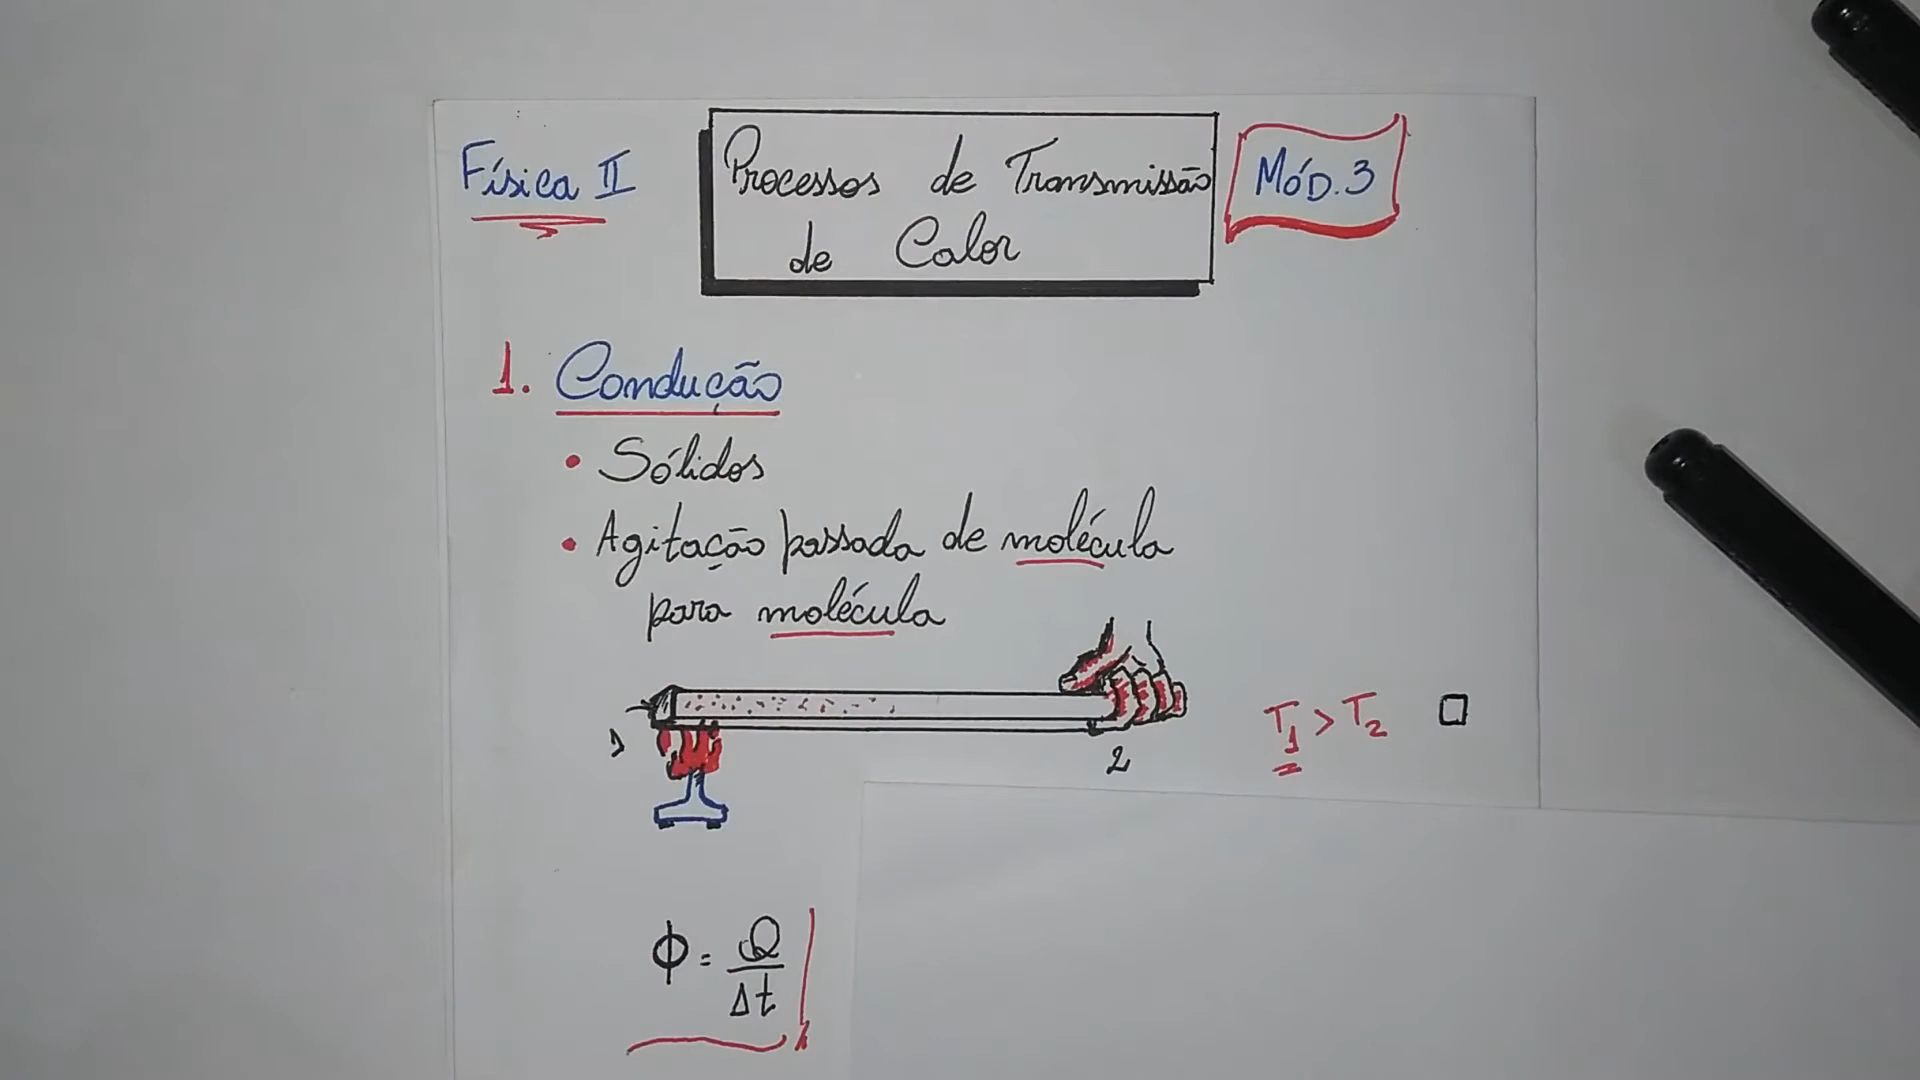 Física II
Processos de Transmissão
de Calor
MÓD.3
1. Condução
• Sólidos
• Agitação passada de molécula
para molécula
1
2
T1 > T2
Φ = Q/Δt